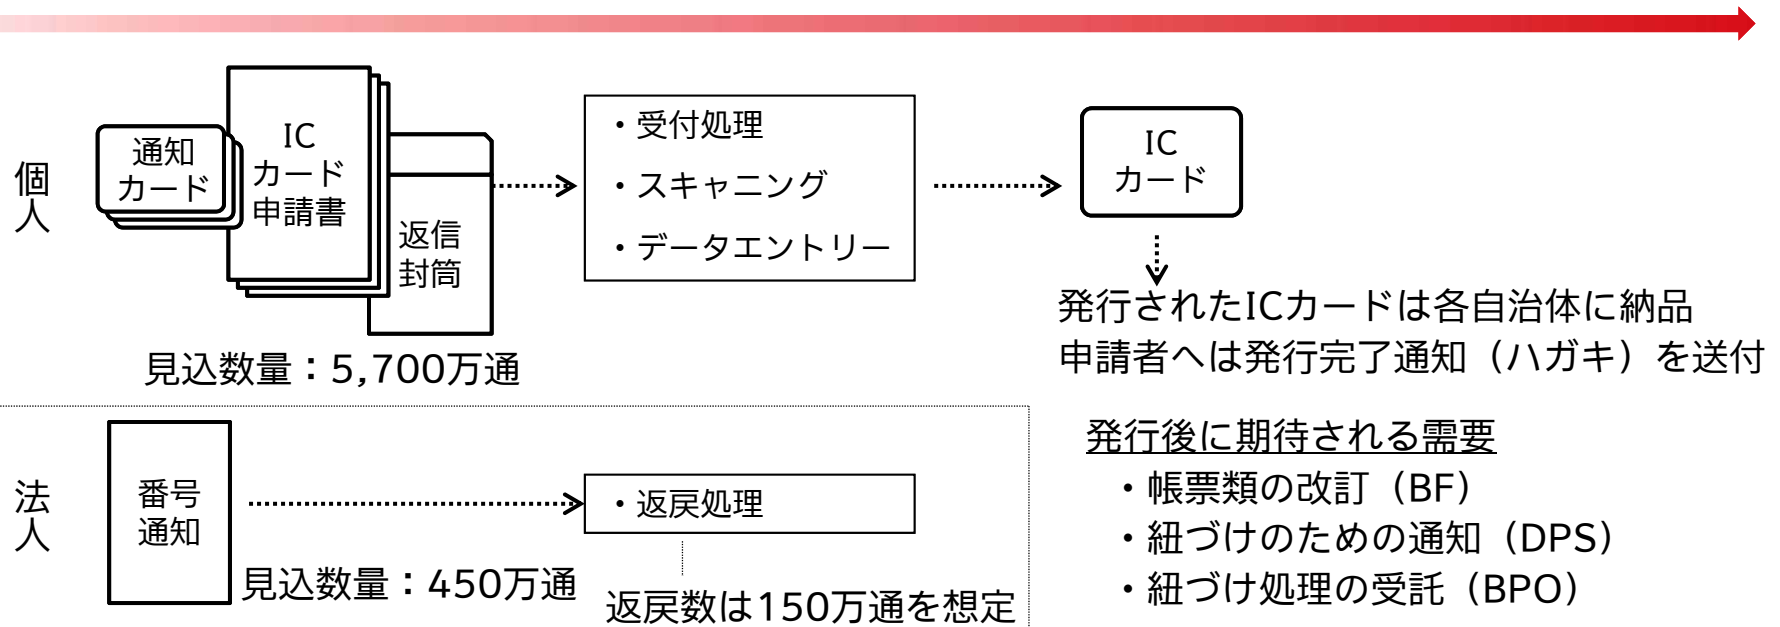 個人
通知
カード
IC
カード
申請書
返信
封筒
・受付処理
・スキャニング
・データエントリー
IC
カード
発行されたICカードは各自治体に納品
申請者へは発行完了通知（ハガキ）を送付
見込数量：5,700万通
法人
番号
通知
見込数量：450万通
・返戻処理
返戻数は150万通を想定
発行後に期待される需要
・帳票類の改訂（BF）
・紐づけのための通知（DPS）
・紐づけ処理の受託（BPO）